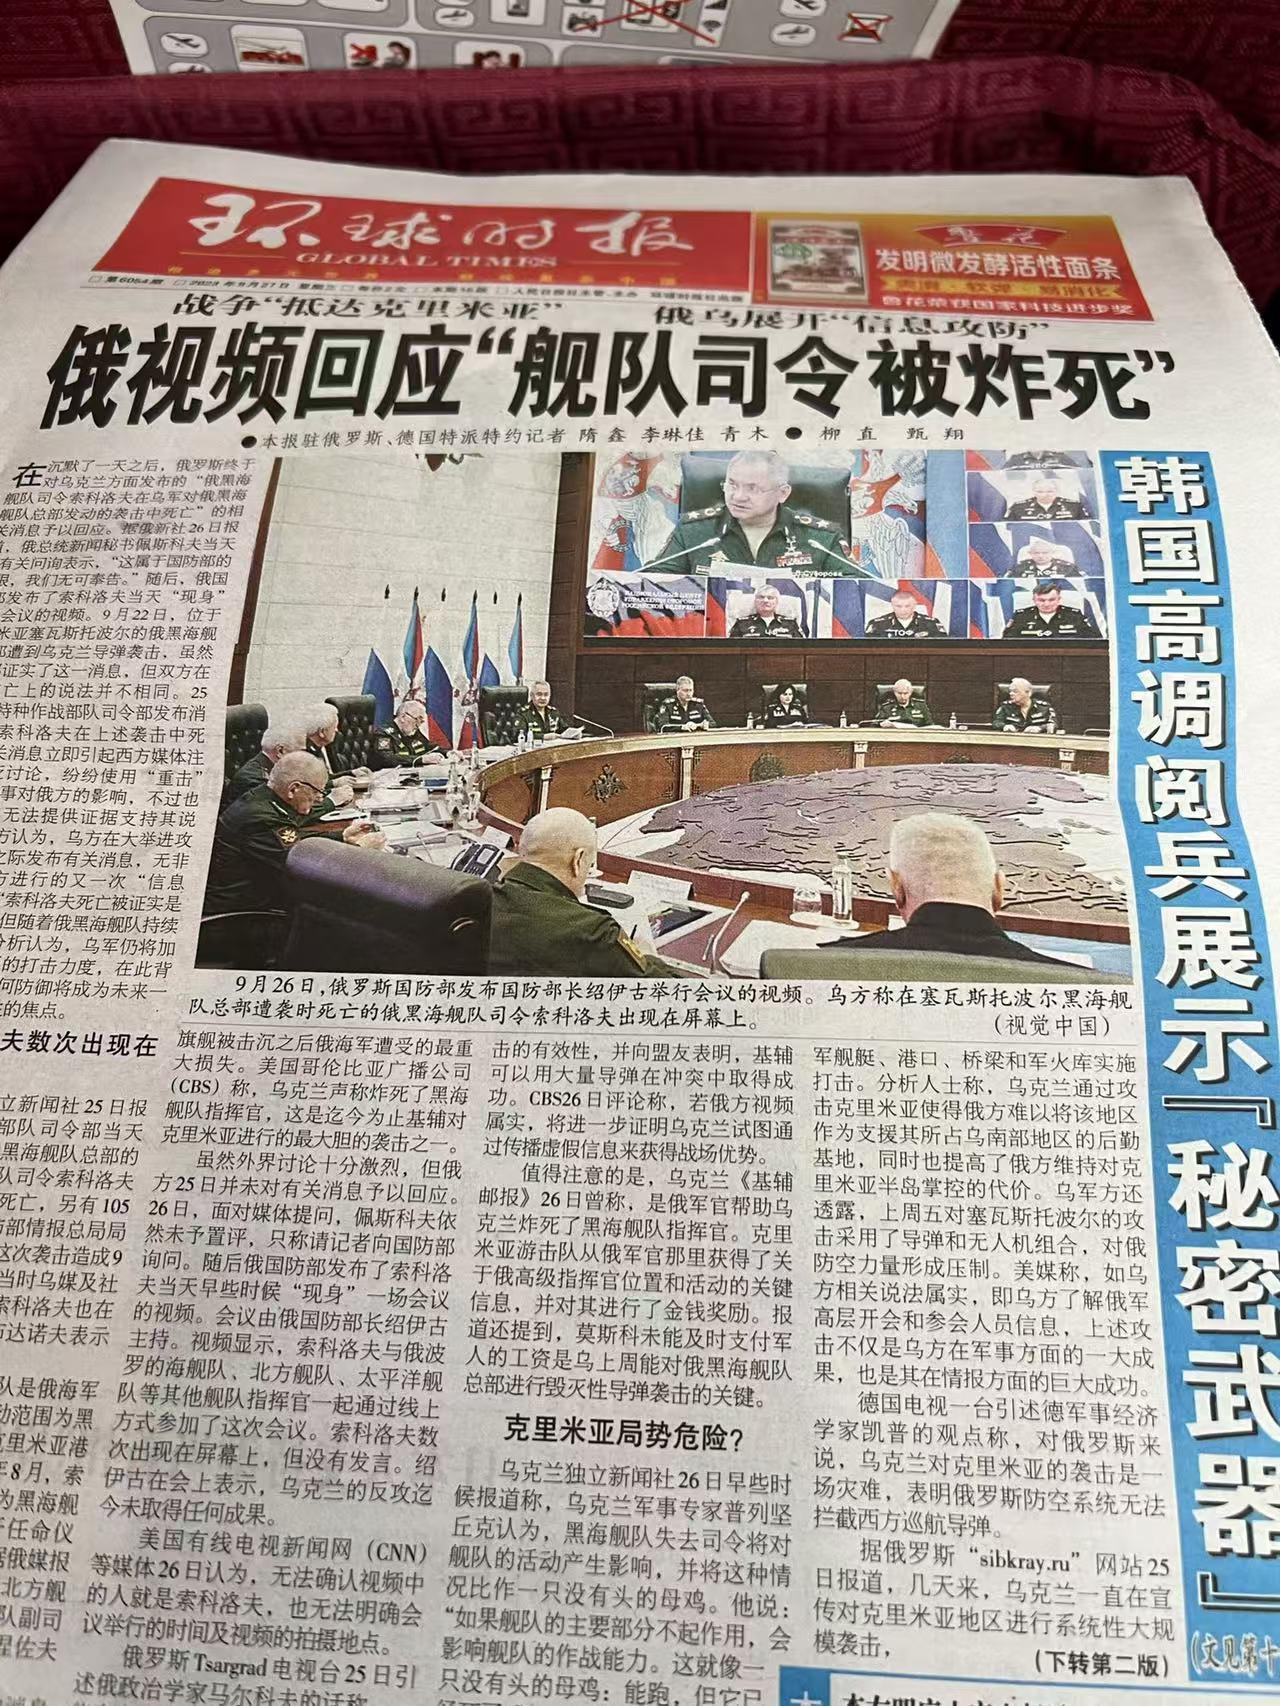 环球时报
GLOBAL TIMES
第6054期 2023年9月27日 星期三
发明微发酵活性面条
爽滑·软弹·易消化
荣获国家科技进步奖
战争“抵达克里米亚” 俄乌展开“信息攻防”
俄视频回应“舰队司令被炸死”
●本报驻俄罗斯、德国特派特约记者 隋鑫 李琳佳 青木 ● 柳直 甄翔
在沉默了一天之后，俄罗斯终于
对乌克兰方面发布的“俄黑海
舰队司令索科洛夫在乌军对俄黑海
舰队总部发动的袭击中死亡”的相
关消息予以回应。据俄新社26日报
，俄总统新闻秘书佩斯科夫当天
有关问询表示，“这属于国防部的
限，我们无可奉告。”随后，俄国
发布了索科洛夫当天“现身”
会议的视频。9月22日，位于
米亚塞瓦斯托波尔的俄黑海舰
遭到乌克兰导弹袭击，虽然
证实了这一消息，但双方在
亡上的说法并不相同。25
特种作战部队司令部发布消
索科洛夫在上述袭击中死
关消息立即引起西方媒体注
讨论，纷纷使用“重击”
事对俄方的影响，不过也
无法提供证据支持其说
方认为，乌方在大举进攻
之际发布有关消息，无非
方进行的又一次“信息
“索科洛夫死亡被证实是
但随着俄黑海舰队持续
分析认为，乌军仍将加
的打击力度，在此背
何防御将成为未来一
的焦点。
НАЦИОНАЛЬНЫЙ ЦЕНТР
УПРАВЛЕНИЯ ОБОРОНОЙ
РОССИЙСКОЙ ФЕДЕРАЦИИ
ТОФ
9月26日，俄罗斯国防部发布国防部长绍伊古举行会议的视频。乌方称在塞瓦斯托波尔黑海舰
队总部遭袭时死亡的俄黑海舰队司令索科洛夫出现在屏幕上。 （视觉中国）
夫数次出现在
立新闻社25日报
部队司令部当天
黑海舰队总部的
队司令索科洛夫
死亡，另有105
防部情报总局局
这次袭击造成9
当时乌媒及社
索科洛夫也在
布达诺夫表示
队是俄海军
动范围为黑
克里米亚港
年8月，索
为黑海舰
任命仪
据俄媒报
北方舰
队副司
涅佐夫
旗舰被击沉之后俄海军遭受的最重
大损失。美国哥伦比亚广播公司
（CBS）称，乌克兰声称炸死了黑海
舰队指挥官，这是迄今为止基辅对
克里米亚进行的最大胆的袭击之一。
虽然外界讨论十分激烈，但俄
方25日并未对有关消息予以回应。
26日，面对媒体提问，佩斯科夫依
然未予置评，只称请记者向国防部
询问。随后俄国防部发布了索科洛
夫当天早些时候“现身”一场会议
的视频。会议由俄国防部长绍伊古
主持。视频显示，索科洛夫与俄波
罗的海舰队、北方舰队、太平洋舰
队等其他舰队指挥官一起通过线上
方式参加了这次会议。索科洛夫数
次出现在屏幕上，但没有发言。绍
伊古在会上表示，乌克兰的反攻迄
今未取得任何成果。
美国有线电视新闻网（CNN）
等媒体26日认为，无法确认视频中
的人就是索科洛夫，也无法明确会
议举行的时间及视频的拍摄地点。
俄罗斯Tsargrad电视台25日引
述俄政治学家马尔科夫的话称，
击的有效性，并向盟友表明，基辅
可以用大量导弹在冲突中取得成
功。CBS26日评论称，若俄方视频
属实，将进一步证明乌克兰试图通
过传播虚假信息来获得战场优势。
值得注意的是，乌克兰《基辅
邮报》26日曾称，是俄军官帮助乌
克兰炸死了黑海舰队指挥官。克里
米亚游击队从俄军官那里获得了关
于俄高级指挥官位置和活动的关键
信息，并对其进行了金钱奖励。报
道还提到，莫斯科未能及时支付军
人的工资是乌上周能对俄黑海舰队
总部进行毁灭性导弹袭击的关键。
克里米亚局势危险？
乌克兰独立新闻社26日早些时
候报道称，乌克兰军事专家普列坚
丘克认为，黑海舰队失去司令将对
舰队的活动产生影响，并将这种情
况比作一只没有头的母鸡。他说：
“如果舰队的主要部分不起作用，会
影响舰队的作战能力。这就像一
只没有头的母鸡：能跑，但它已
军舰艇、港口、桥梁和军火库实施
打击。分析人士称，乌克兰通过攻
击克里米亚使得俄方难以将该地区
作为支援其所占乌南部地区的后勤
基地，同时也提高了俄方维持对克
里米亚半岛掌控的代价。乌军方还
透露，上周五对塞瓦斯托波尔的攻
击采用了导弹和无人机组合，对俄
防空力量形成压制。美媒称，如乌
方相关说法属实，即乌方了解俄军
高层开会和参会人员信息，上述攻
击不仅是乌方在军事方面的一大成
果，也是其在情报方面的巨大成功。
德国电视一台引述德军事经济
学家凯普的观点称，对俄罗斯来
说，乌克兰对克里米亚的袭击是一
场灾难，表明俄罗斯防空系统无法
拦截西方巡航导弹。
据俄罗斯“sibkray.ru”网站25
日报道，几天来，乌克兰一直在宣
传对克里米亚地区进行系统性大规
模袭击，
（下转第二版）
韩国高调阅兵展示『秘密武器』
（文见第十